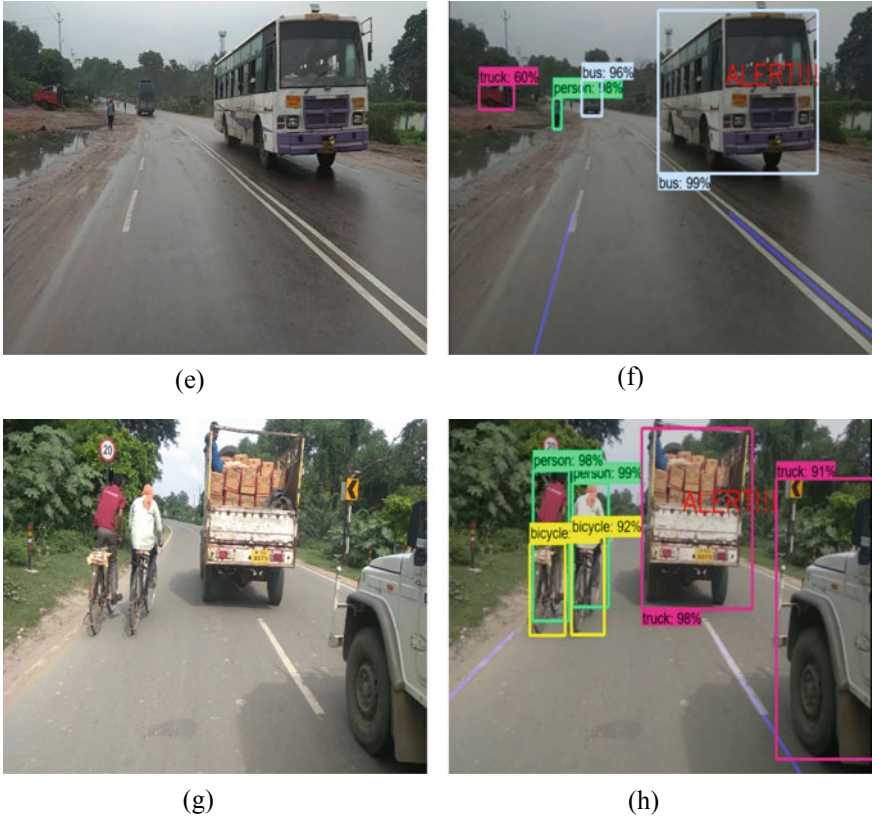 truck: 60%
person: 98%
bus: 96%
ALERT!!!
bus: 99%
(e)
(f)
20
person: 98%
person: 99%
truck: 91%
ALERT!!!
bicycle:
bicycle: 92%
truck: 98%
(g)
(h)